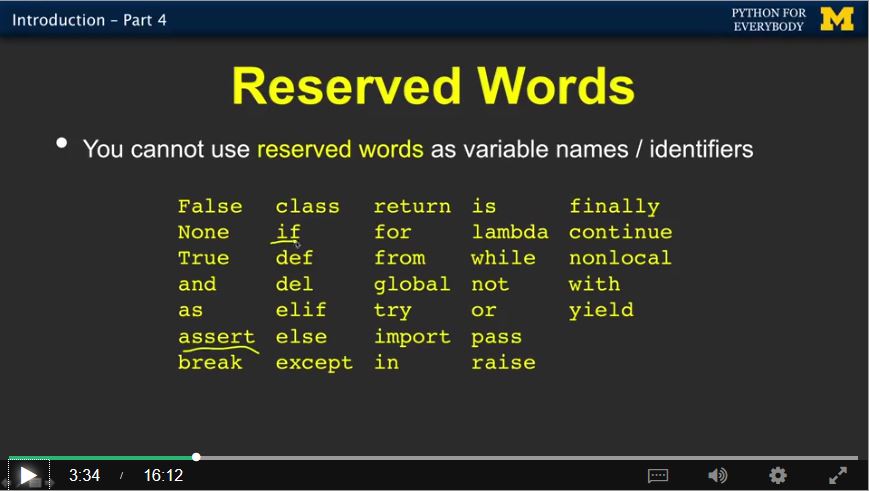 Introduction – Part 4
PYTHON FOR
EVERYBODY
M
Reserved Words
• You cannot use reserved words as variable names / identifiers
False class return is finally
None if for lambda continue
True def from while nonlocal
and del global not with
as elif try or yield
assert else import pass
break except in raise
3:34 / 16:12